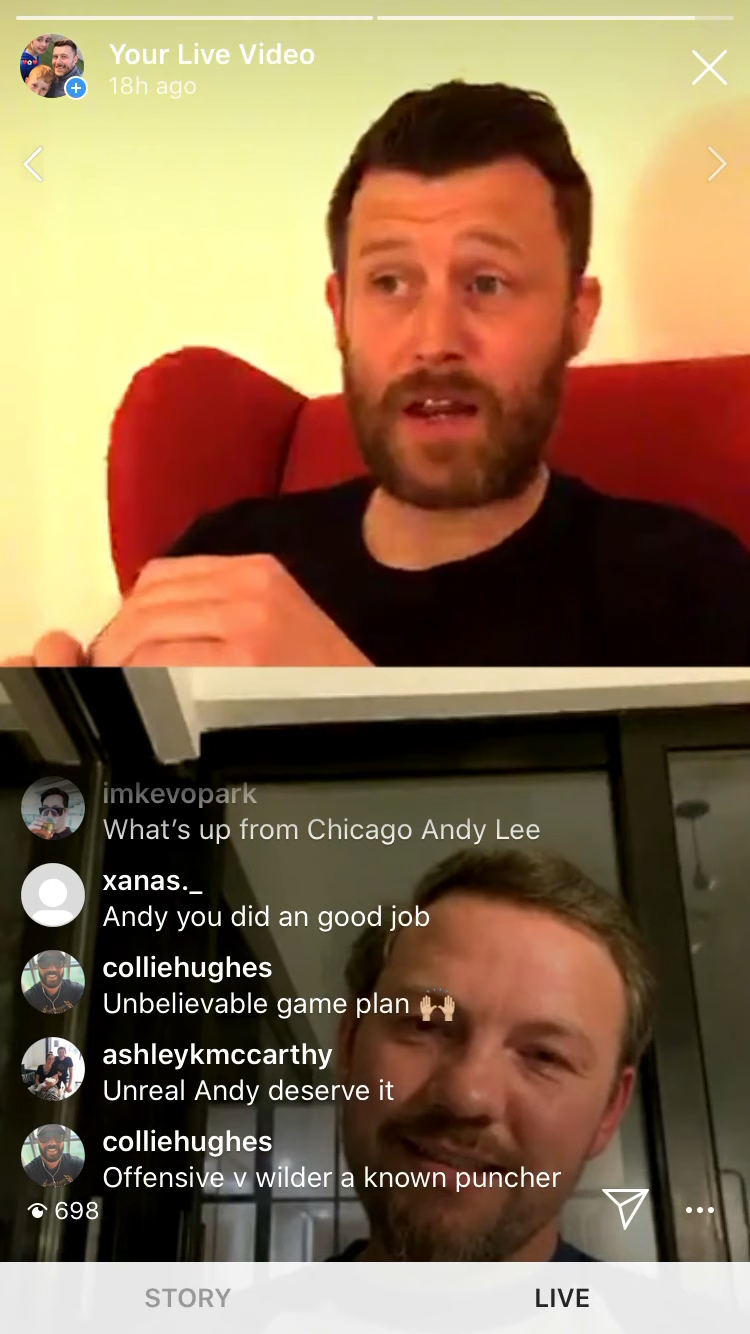 Your Live Video
18h ago
imkevopark
What's up from Chicago Andy Lee
xanas._
Andy you did an good job
colliehughes
Unbelievable game plan 🙌🏼
ashleykmccarthy
Unreal Andy deserve it
colliehughes
Offensive v wilder a known puncher
698
STORY
LIVE